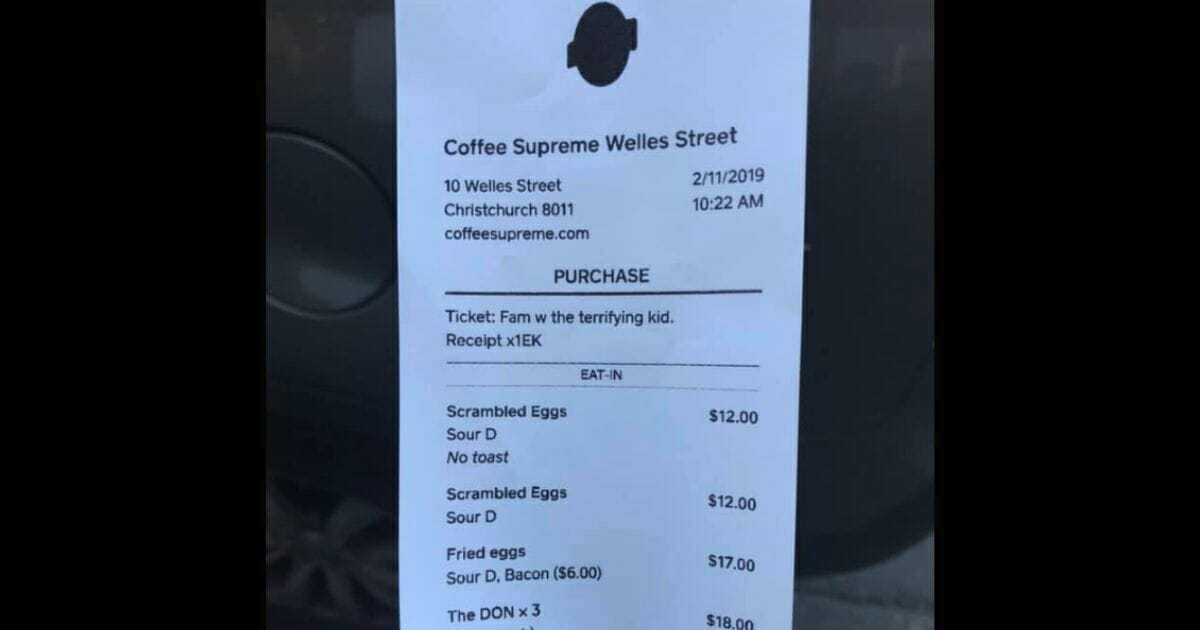 Coffee Supreme Welles Street
10 Welles Street 2/11/2019
Christchurch 8011 10:22 AM
coffeesupreme.com
PURCHASE
Ticket: Fam w the terrifying kid.
Receipt x1EK
EAT-IN
Scrambled Eggs $12.00
Sour D
No toast
Scrambled Eggs $12.00
Sour D
Fried eggs $17.00
Sour D, Bacon ($6.00)
The DON x 3 $18.00